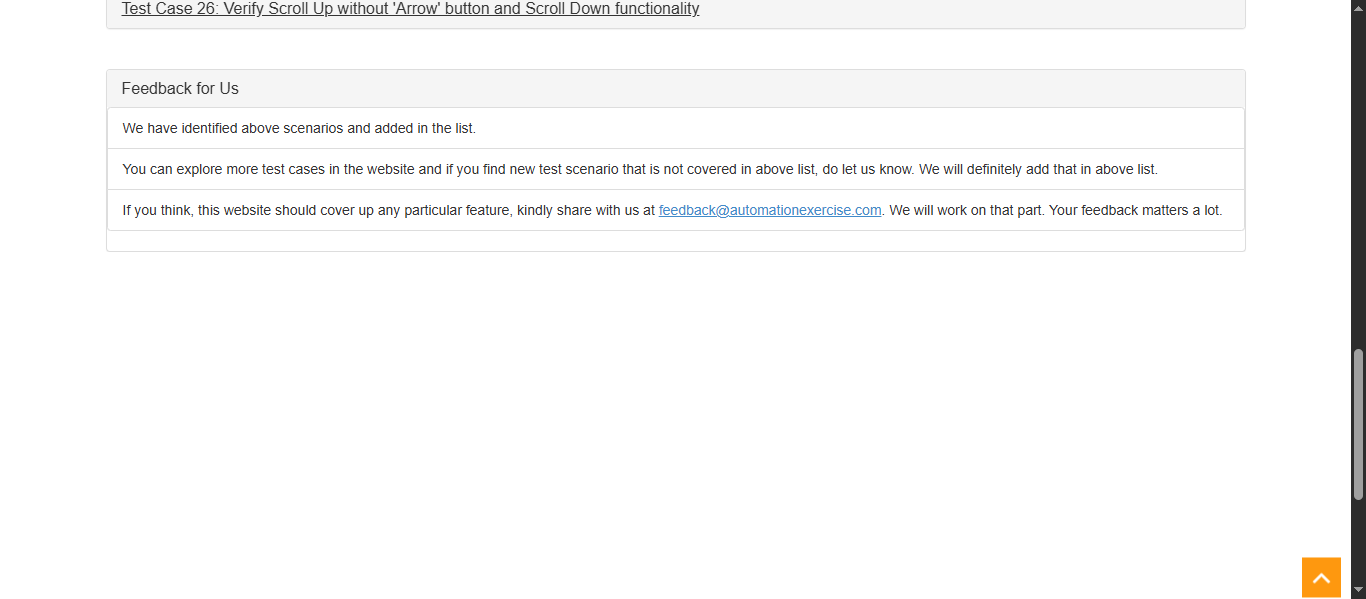 Test Case 26: Verify Scroll Up without 'Arrow' button and Scroll Down functionality
Feedback for Us
We have identified above scenarios and added in the list.
You can explore more test cases in the website and if you find new test scenario that is not covered in above list, do let us know. We will definitely add that in above list.
If you think, this website should cover up any particular feature, kindly share with us at feedback@automationexercise.com. We will work on that part. Your feedback matters a lot.